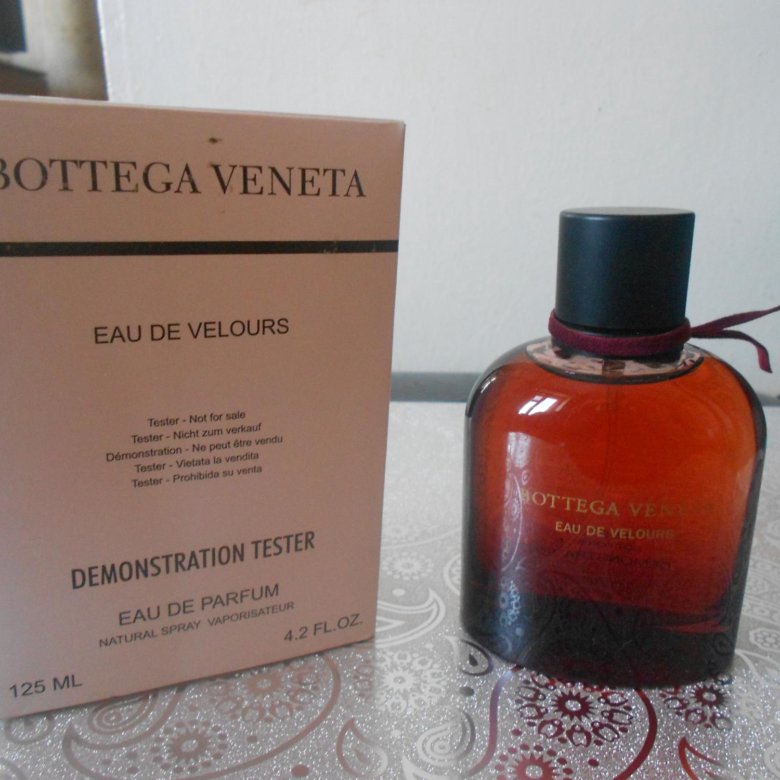 BOTTEGA VENETA
EAU DE VELOURS
Tester - Not for sale
Tester - Nicht zum verkauf
Démonstration - Ne peut être vendu
Tester - Vietata la vendita
Tester - Prohibida su venta
DEMONSTRATION TESTER
EAU DE PARFUM
NATURAL SPRAY VAPORISATEUR
125 ML
4.2 FL.OZ.
BOTTEGA VENETA
EAU DE VELOURS